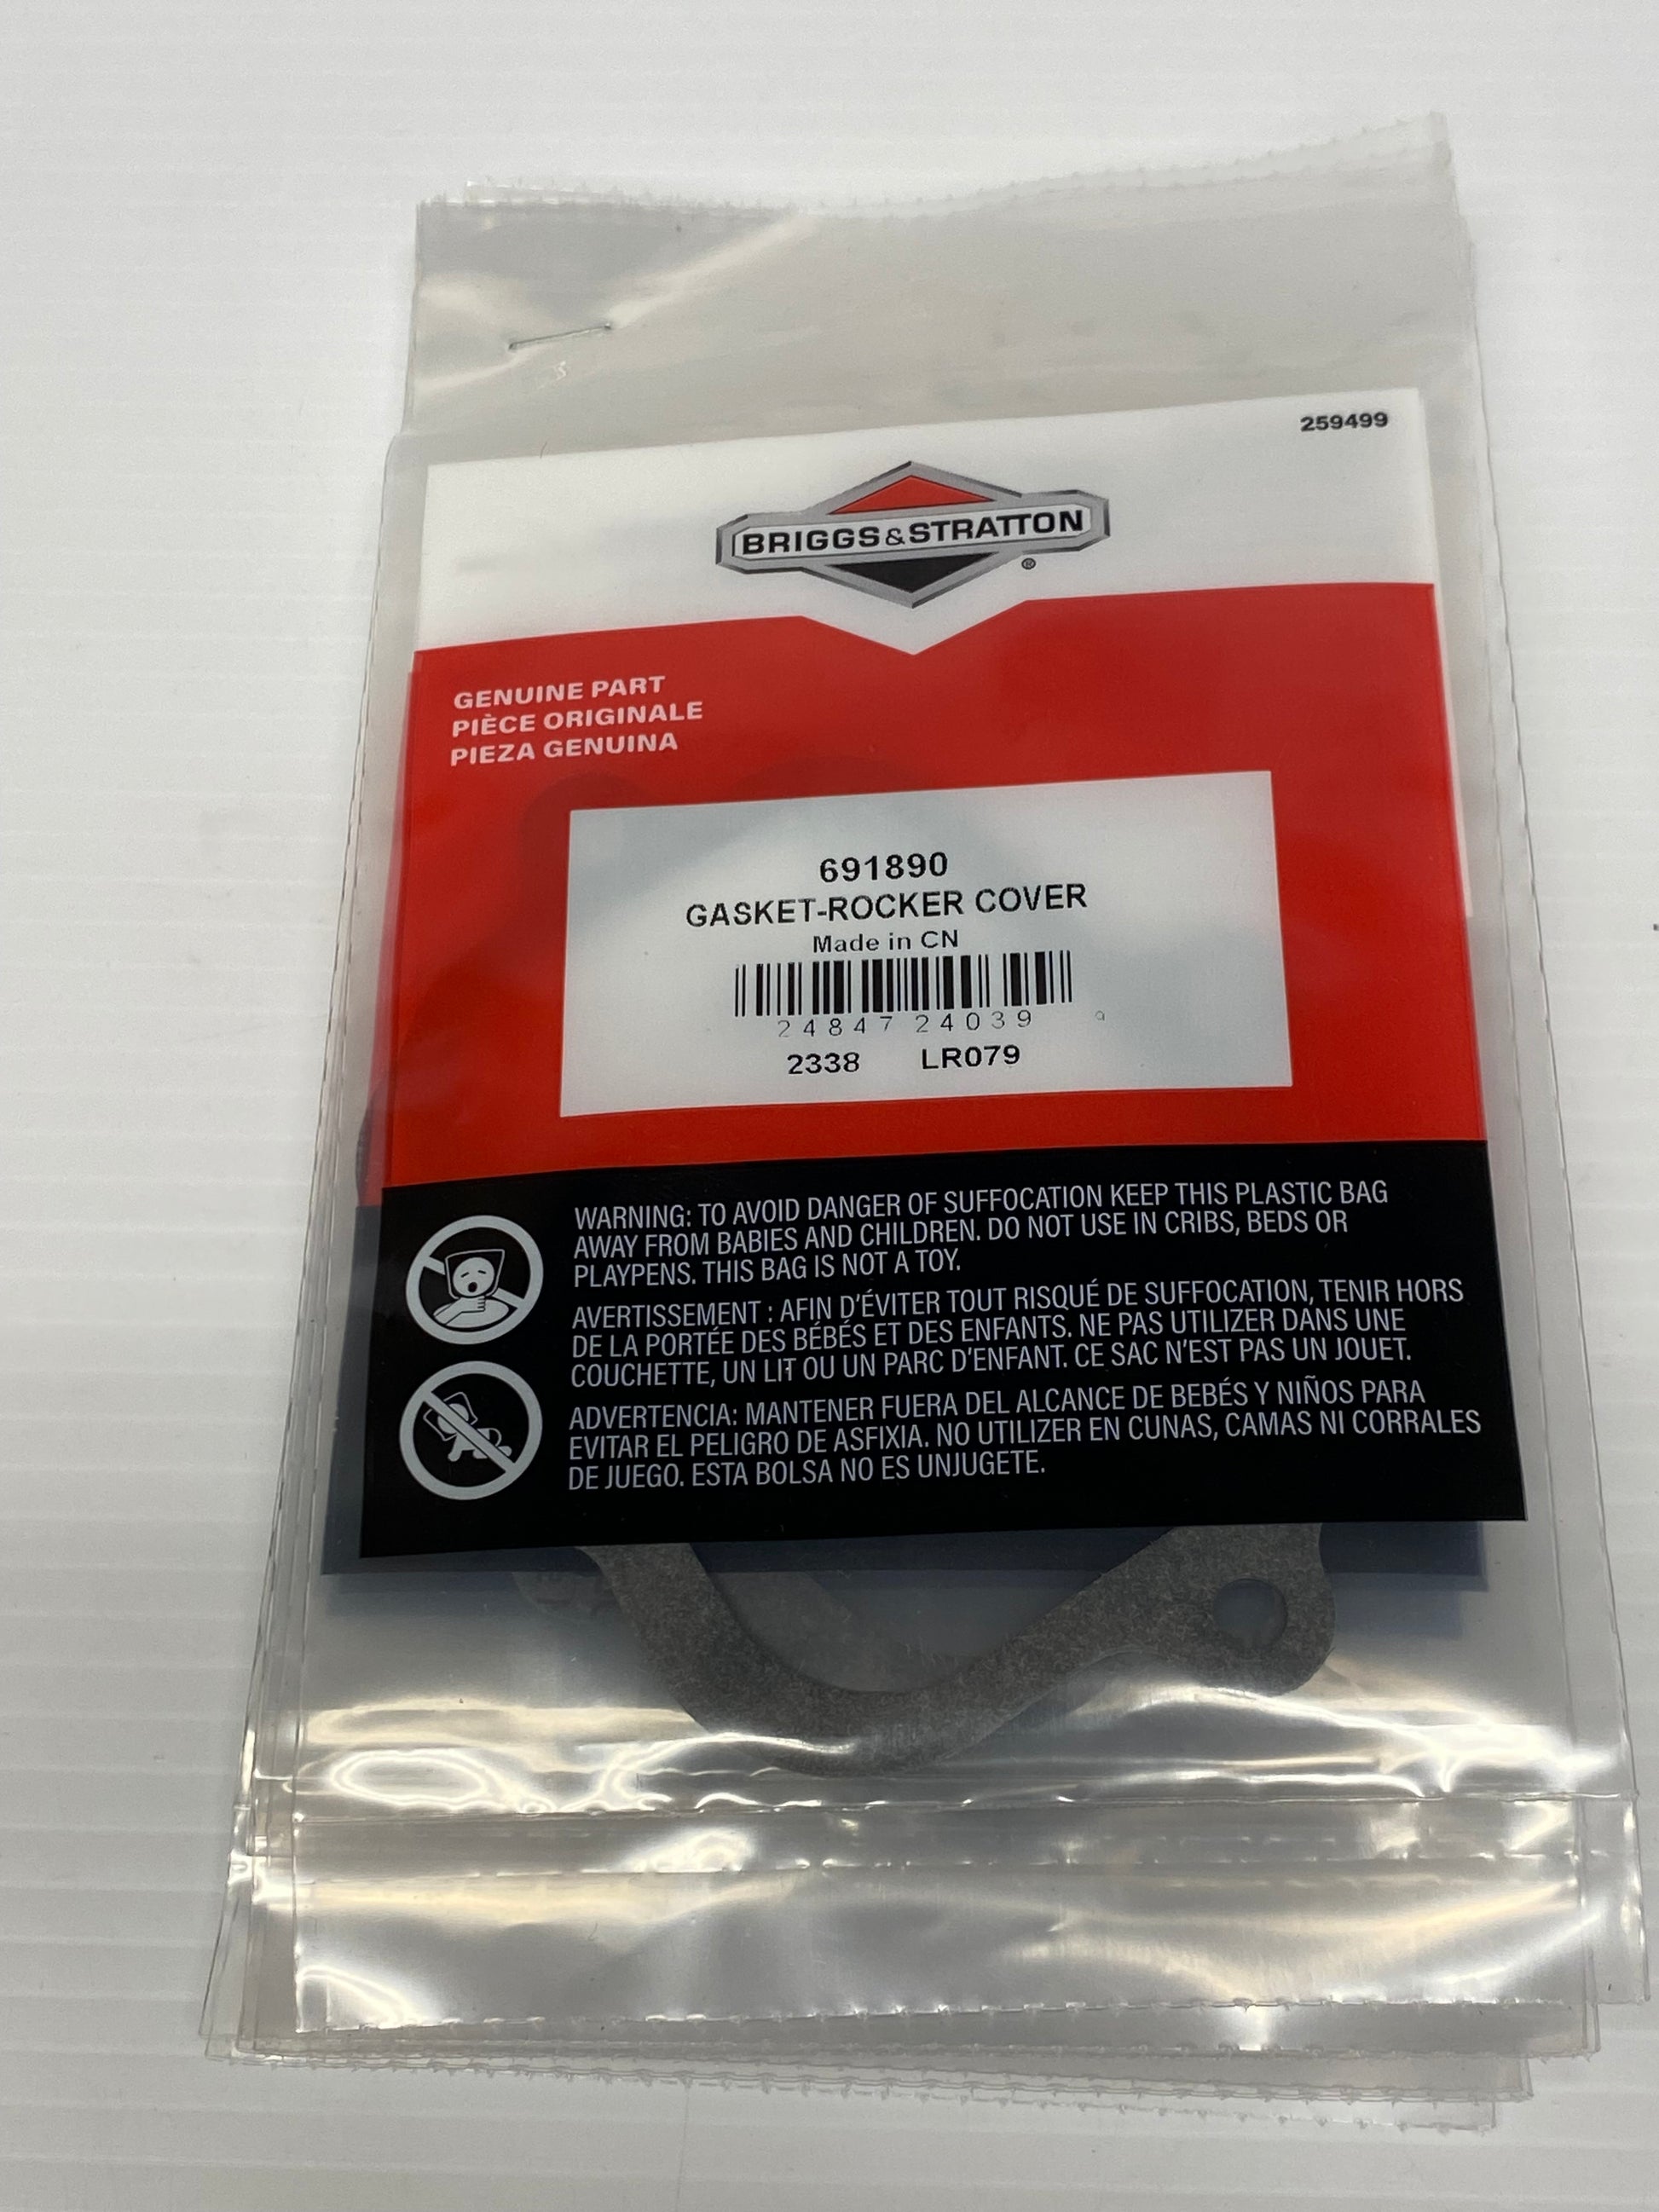 259499
BRIGGS&STRATTON
®
GENUINE PART
PIÈCE ORIGINALE
PIEZA GENUINA
691890
GASKET-ROCKER COVER
Made in CN
24847 24039 9
2338 LR079
WARNING: TO AVOID DANGER OF SUFFOCATION KEEP THIS PLASTIC BAG
AWAY FROM BABIES AND CHILDREN. DO NOT USE IN CRIBS, BEDS OR
PLAYPENS. THIS BAG IS NOT A TOY.
AVERTISSEMENT : AFIN D'ÉVITER TOUT RISQUÉ DE SUFFOCATION, TENIR HORS
DE LA PORTÉE DES BÉBÉS ET DES ENFANTS. NE PAS UTILIZER DANS UNE
COUCHETTE, UN LIT OU UN PARC D'ENFANT. CE SAC N'EST PAS UN JOUET.
ADVERTENCIA: MANTENER FUERA DEL ALCANCE DE BEBÉS Y NIÑOS PARA
EVITAR EL PELIGRO DE ASFIXIA. NO UTILIZER EN CUNAS, CAMAS NI CORRALES
DE JUEGO. ESTA BOLSA NO ES UNJUGETE.